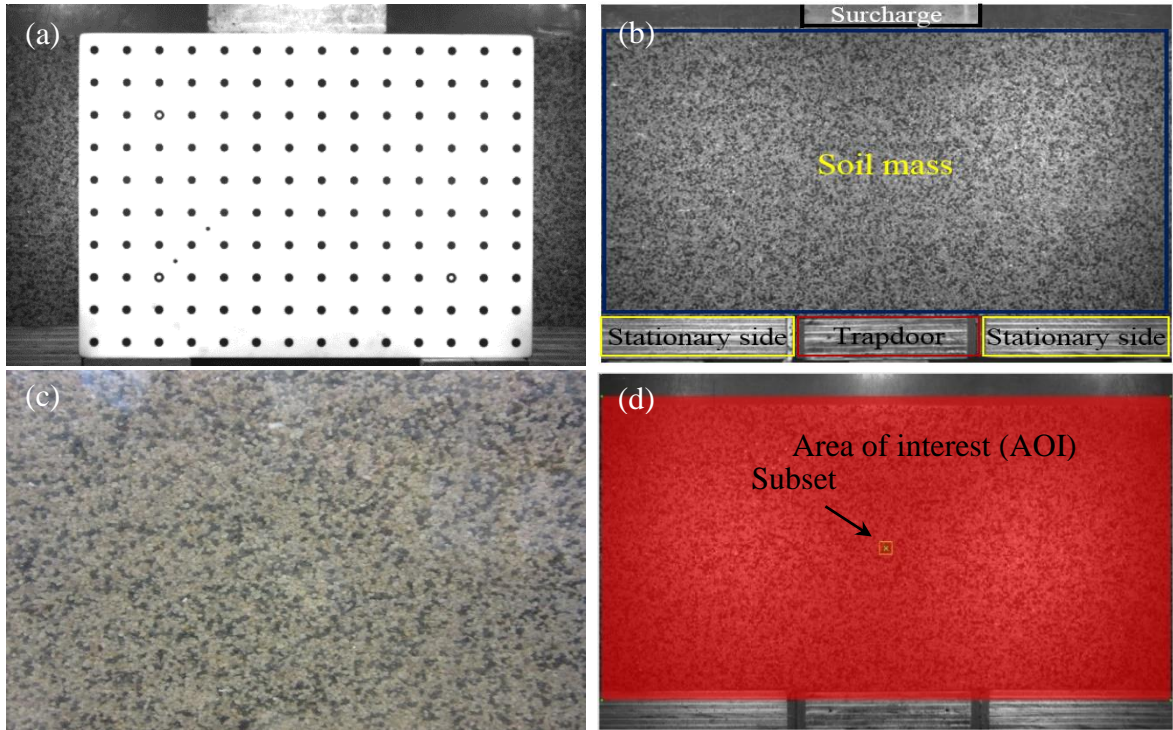 (a)
Surcharge
(b)
Soil mass
Stationary side
Trapdoor
Stationary side
(c)
(d)
Area of interest (AOI)
Subset